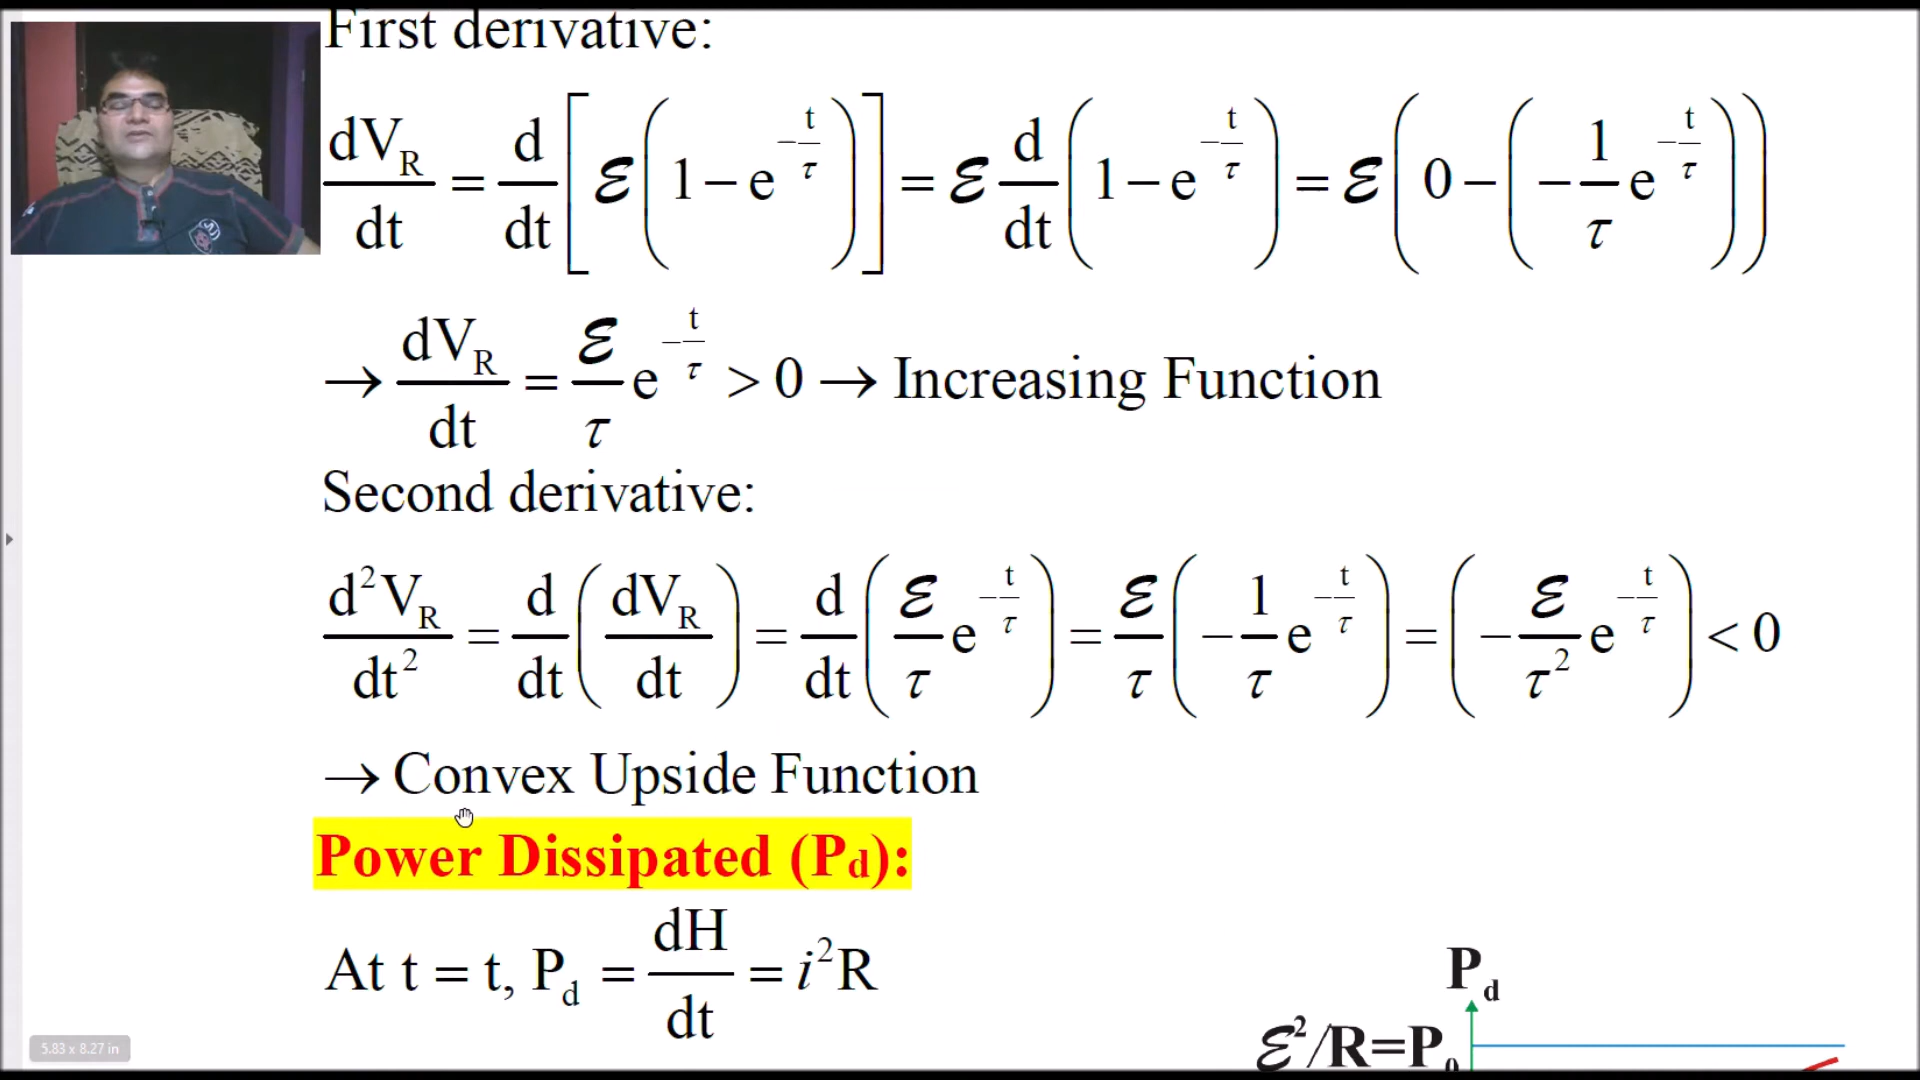 First derivative:
dV_R/dt = d/dt [ℰ(1 − e^(−t/τ))] = ℰ d/dt (1 − e^(−t/τ)) = ℰ(0 − (−1/τ e^(−t/τ)))
→ dV_R/dt = ℰ/τ e^(−t/τ) > 0 → Increasing Function
Second derivative:
d²V_R/dt² = d/dt (dV_R/dt) = d/dt (ℰ/τ e^(−t/τ)) = ℰ/τ (−1/τ e^(−t/τ)) = (−ℰ/τ² e^(−t/τ)) < 0
→ Convex Upside Function
Power Dissipated (P_d):
At t = t, P_d = dH/dt = i²R
P_d
ℰ²/R=P_0
5.83 x 8.27 in